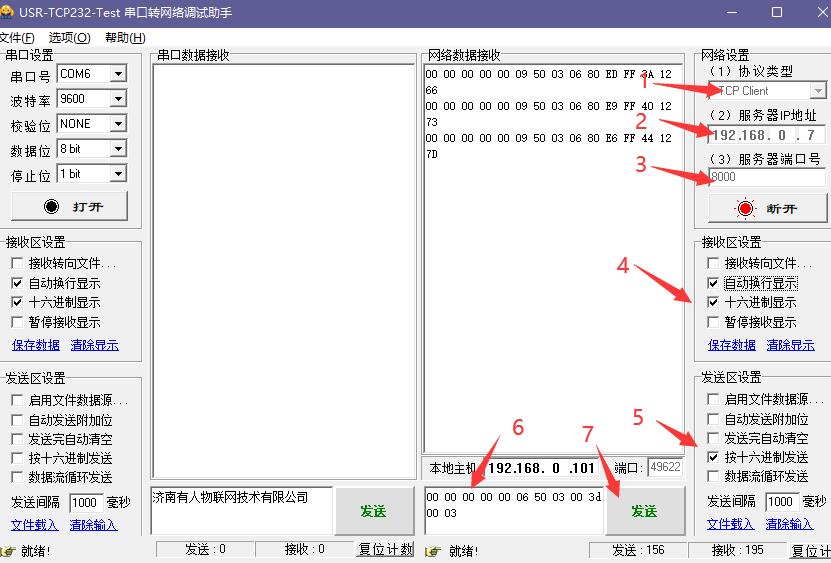 USR-TCP232-Test 串口转网络调试助手
文件(F) 选项(O) 帮助(H)
串口设置
串口号 COM6
波特率 9600
校验位 NONE
数据位 8 bit
停止位 1 bit
打开
接收区设置
接收转向文件...
自动换行显示
十六进制显示
暂停接收显示
保存数据 清除显示
发送区设置
启用文件数据源...
自动发送附加位
发送完自动清空
按十六进制发送
数据流循环发送
发送间隔 1000 毫秒
文件载入 清除输入
就绪!
串口数据接收
济南有人物联网技术有限公司
发送
发送 : 0 接收 : 0 复位计数
网络数据接收
00 00 00 00 00 09 50 03 06 80 ED FF 3A 12
66
00 00 00 00 00 09 50 03 06 80 E9 FF 40 12
73
00 00 00 00 00 09 50 03 06 80 E6 FF 44 12
7D
本地主机 192.168. 0 .101 端口: 49622
00 00 00 00 00 06 50 03 00 3d
00 03
发送
就绪!
发送 : 156 接收 : 195 复位计
网络设置
(1) 协议类型
TCP Client
(2) 服务器IP地址
192.168. 0 . 7
(3) 服务器端口号
8000
断开
接收区设置
接收转向文件...
自动换行显示
十六进制显示
暂停接收显示
保存数据 清除显示
发送区设置
启用文件数据源...
自动发送附加位
发送完自动清空
按十六进制发送
数据流循环发送
发送间隔 1000 毫秒
文件载入 清除输入
1
2
3
4
5
6
7